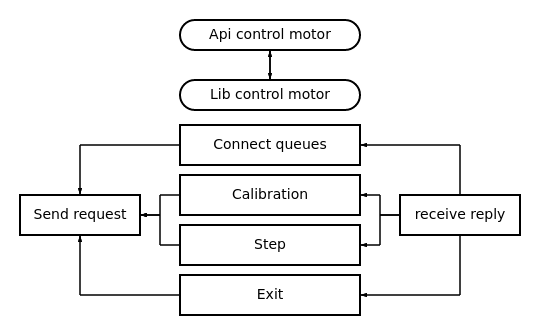 Api control motor
Lib control motor
Connect queues
Calibration
Send request
receive reply
Step
Exit